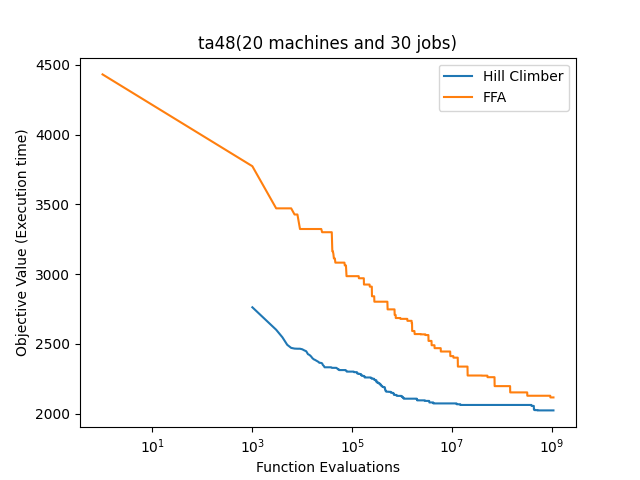 ta48(20 machines and 30 jobs)
Hill Climber
FFA
Objective Value (Execution time)
4500
4000
3500
3000
2500
2000
10^1
10^3
10^5
10^7
10^9
Function Evaluations